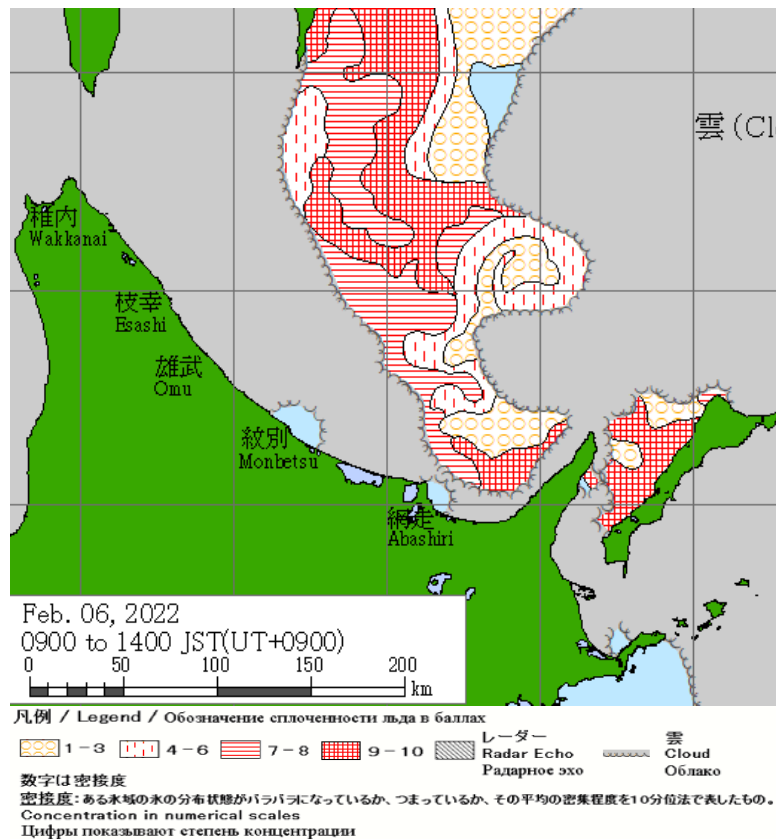 雲 (Cl
稚内
Wakkanai
枝幸
Esashi
雄武
Omu
紋別
Monbetsu
網走
Abashiri
Feb. 06, 2022
0900 to 1400 JST(UT+0900)
0 50 100 150 200
km
凡例 / Legend / Обозначение сплоченности льда в баллах
1-3 4-6 7-8 9-10 レーダー Radar Echo Радарное эхо 雲 Cloud Облако
数字は密接度
密接度:ある氷域の氷の分布状態がバラバラになっているか、つまっているか、その平均の密集程度を10分位法で表したもの。
Concentration in numerical scales
Цифры показывают степень концентрации